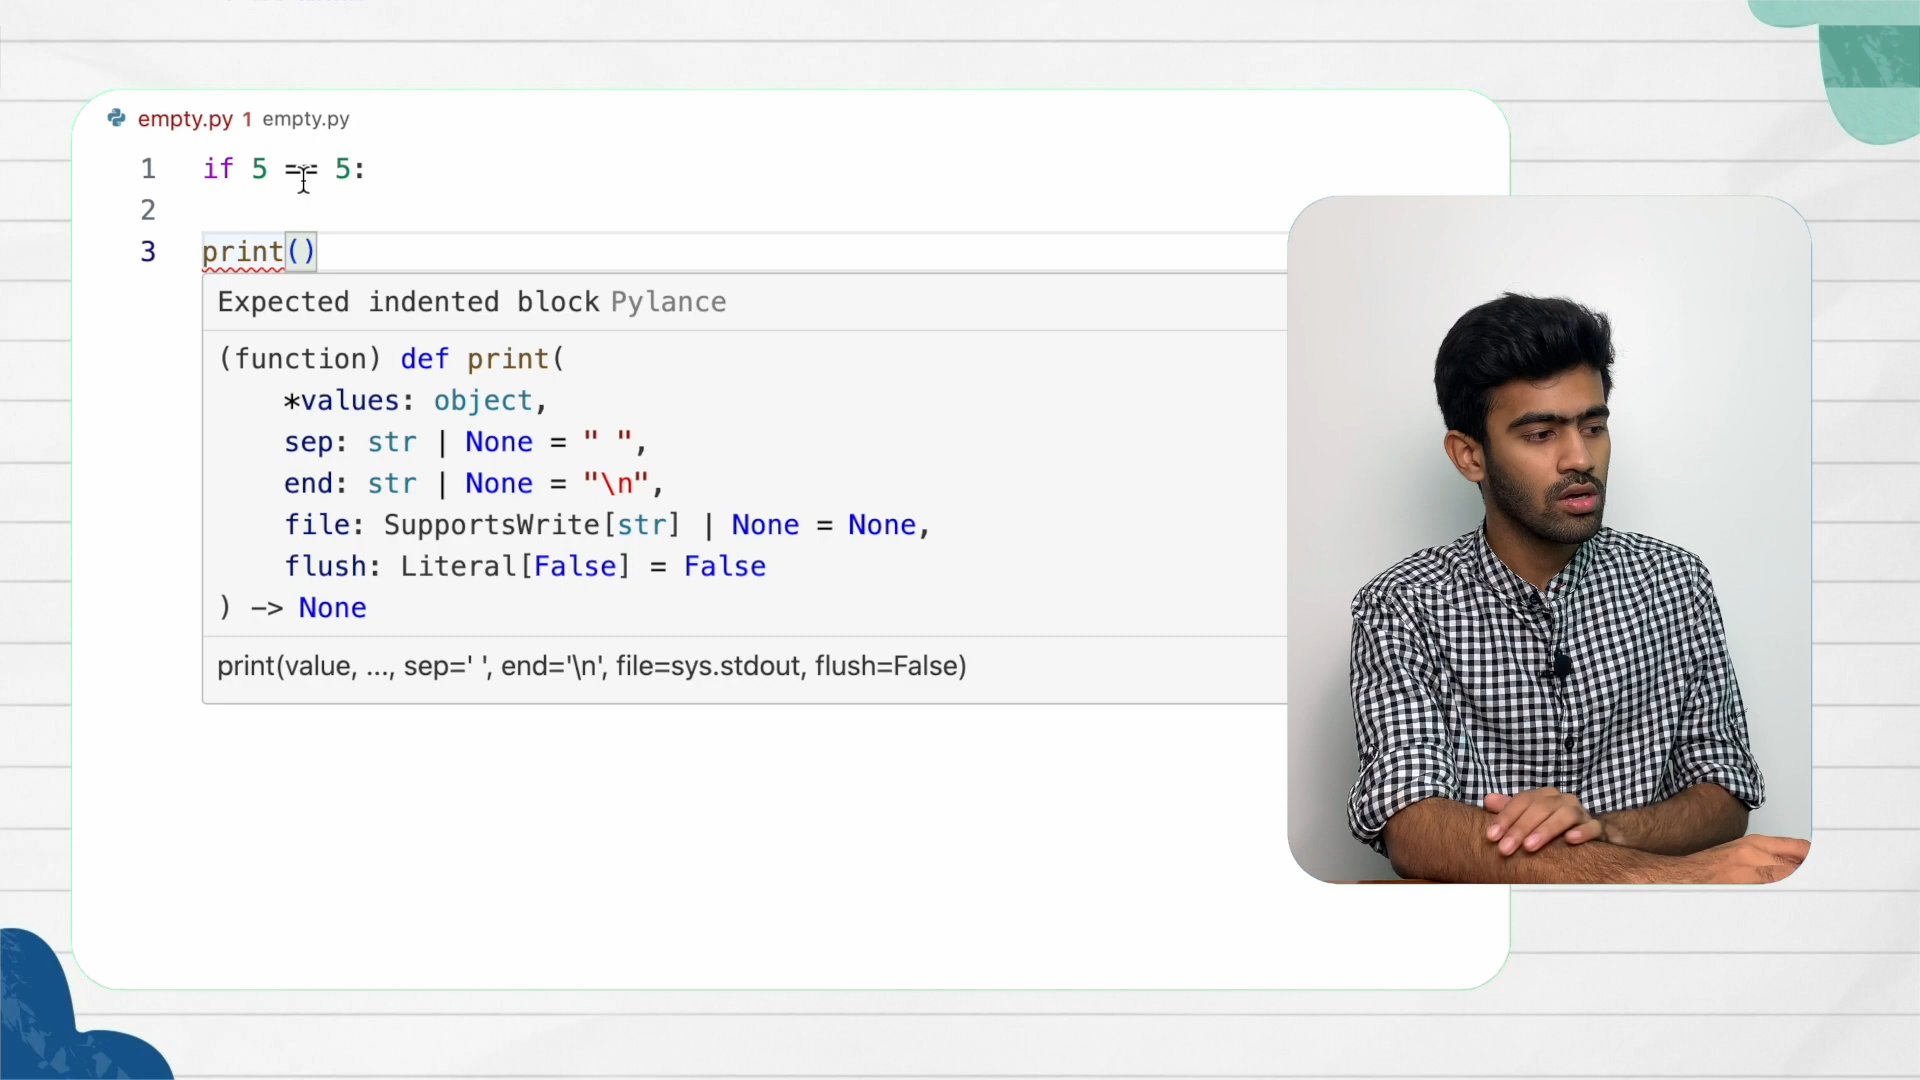 empty.py 1 empty.py
1 if 5 == 5:
2
3 print()
Expected indented block Pylance
(function) def print(
    *values: object,
    sep: str | None = " ",
    end: str | None = "\n",
    file: SupportsWrite[str] | None = None,
    flush: Literal[False] = False
) -> None
print(value, ..., sep=' ', end='\n', file=sys.stdout, flush=False)